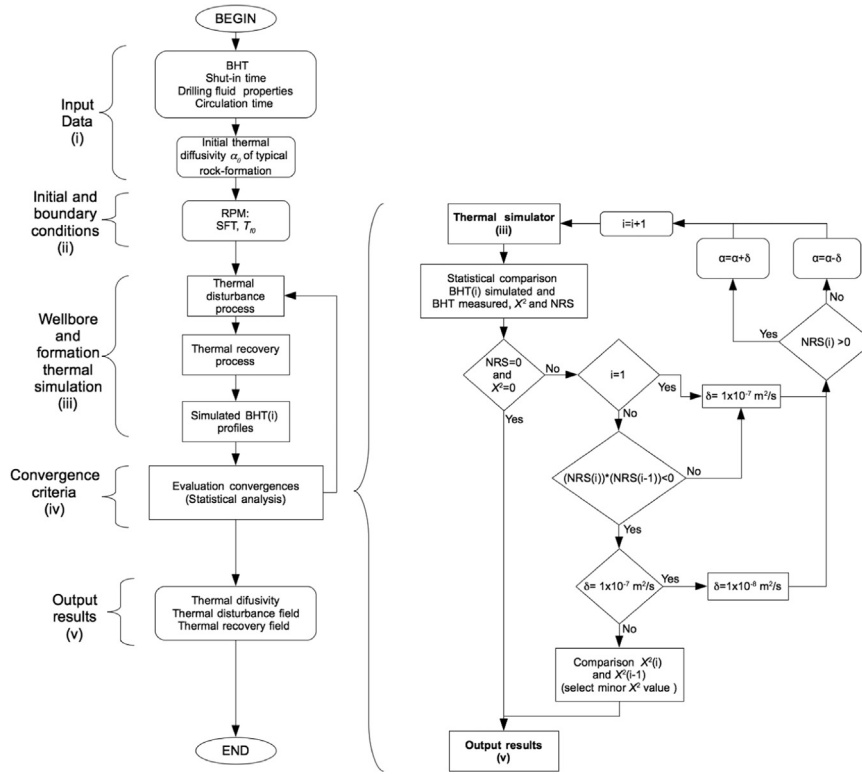 BEGIN
Input
Data
(i)
BHT
Shut-in time
Drilling fluid properties
Circulation time
Initial thermal
diffusivity α₀ of typical
rock-formation
Initial and
boundary
conditions
(ii)
RPM:
SFT, Tf0
Wellbore and
formation
thermal
simulation
(iii)
Thermal
disturbance
process
Thermal recovery
process
Simulated BHT(i)
profiles
Convergence
criteria
(iv)
Evaluation convergences
(Statistical analysis)
Output
results
(v)
Thermal difusivity
Thermal disturbance field
Thermal recovery field
END
Thermal simulator
(iii)
i=i+1
α=α+δ
α=α-δ
Statistical comparison
BHT(i) simulated and
BHT measured, X² and NRS
No
Yes
NRS(i) >0
NRS=0
and
X²=0
No
Yes
i=1
Yes
No
δ= 1x10⁻⁷ m²/s
(NRS(i))*(NRS(i-1))<0
No
Yes
δ= 1x10⁻⁷ m²/s
Yes
No
δ=1x10⁻⁸ m²/s
Comparison X²(i)
and X²(i-1)
(select minor X² value )
Output results
(v)